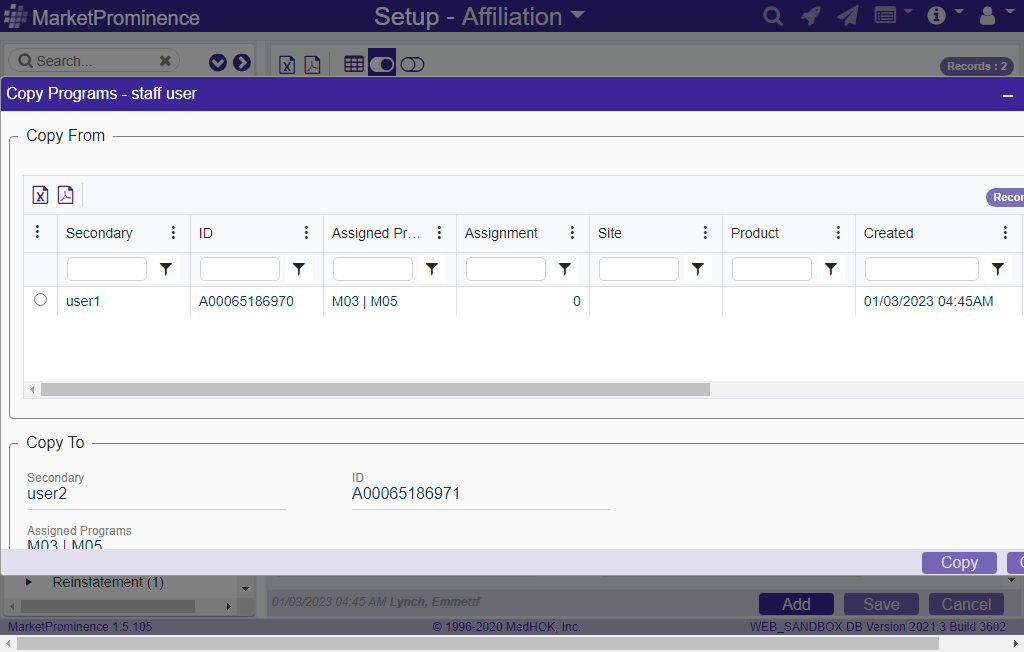 MarketProminence
Setup - Affiliation
Search...
Records : 2
Copy Programs - staff user
Copy From
Secondary
ID
Assigned Pr...
Assignment
Site
Product
Created
user1
A00065186970
M03 | M05
0
01/03/2023 04:45AM
Copy To
Secondary
user2
ID
A00065186971
Assigned Programs
M03 | M05
Copy
Reinstatement (1)
01/03/2023 04:45 AM Lynch, Emmettf
Add
Save
Cancel
MarketProminence 1.5.105
© 1996-2020 MedHOK, Inc.
WEB_SANDBOX DB Version 2021.3 Build 3602